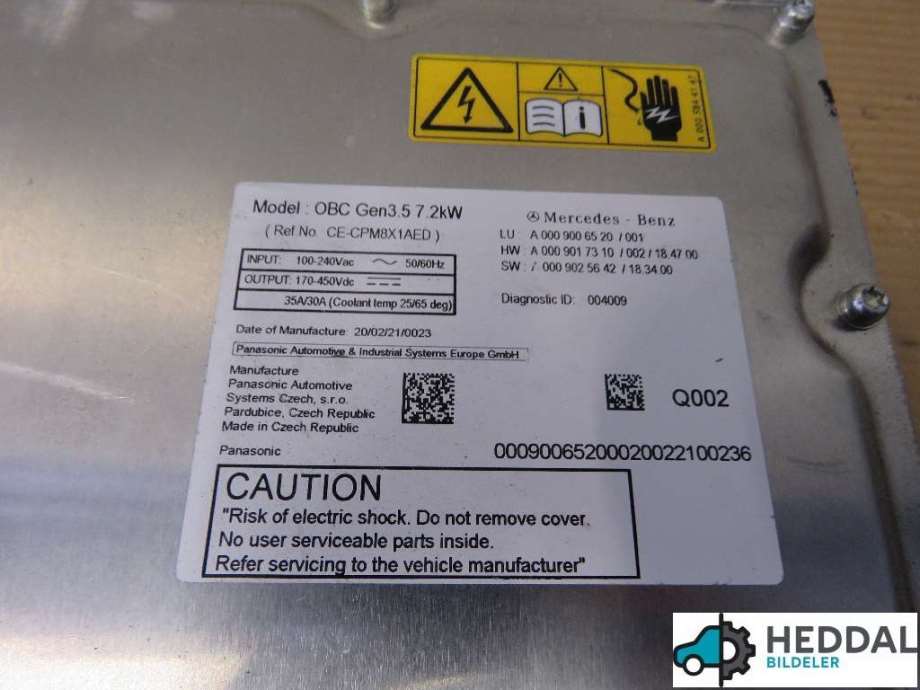 A 000 584 41 41
Model : OBC Gen3.5 7.2kW
( Ref No. CE-CPM8X1AED )
INPUT: 100-240Vac 50/60Hz
OUTPUT: 170-450Vdc
35A/30A (Coolant temp 25/65 deg)
Date of Manufacture: 20/02/21/0023
Panasonic Automotive & Industrial Systems Europe GmbH
Manufacture
Panasonic Automotive
Systems Czech, s.r.o.
Pardubice, Czech Republic
Made in Czech Republic
Panasonic
Mercedes - Benz
LU : A 000 900 65 20 / 001
HW : A 000 901 73 10 / 002 / 18.47.00
SW : 000 902 56 42 / 18.34.00
Diagnostic ID: 004009
Q002
00090065200020022100236
CAUTION
"Risk of electric shock. Do not remove cover.
No user serviceable parts inside.
Refer servicing to the vehicle manufacturer"
HEDDAL
BILDELER